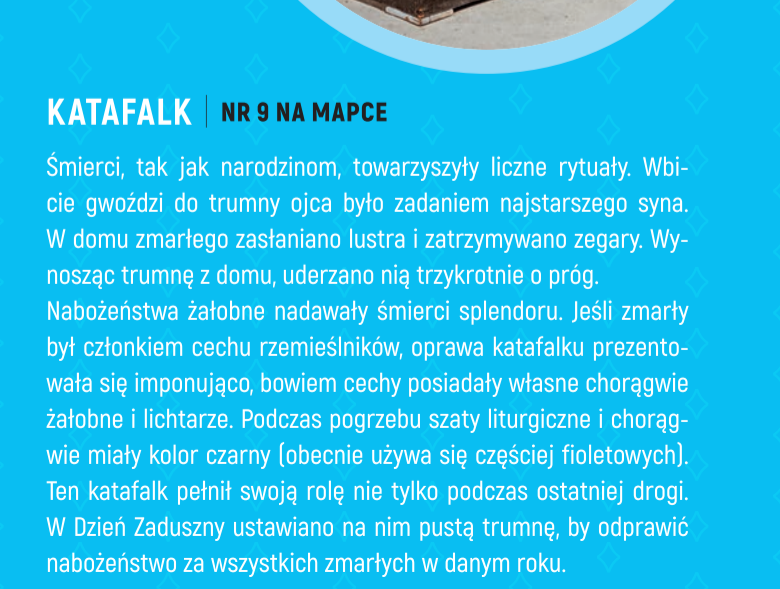 KATAFALK | NR 9 NA MAPCE
Śmierci, tak jak narodzinom, towarzyszyły liczne rytuały. Wbi-
cie gwoździ do trumny ojca było zadaniem najstarszego syna.
W domu zmarłego zasłaniano lustra i zatrzymywano zegary. Wy-
nosząc trumnę z domu, uderzano nią trzykrotnie o próg.
Nabożeństwa żałobne nadawały śmierci splendoru. Jeśli zmarły
był członkiem cechu rzemieślników, oprawa katafalku prezento-
wała się imponująco, bowiem cechy posiadały własne chorągwie
żałobne i lichtarze. Podczas pogrzebu szaty liturgiczne i chorąg-
wie miały kolor czarny (obecnie używa się częściej fioletowych).
Ten katafalk pełnił swoją rolę nie tylko podczas ostatniej drogi.
W Dzień Zaduszny ustawiano na nim pustą trumnę, by odprawić
nabożeństwo za wszystkich zmarłych w danym roku.